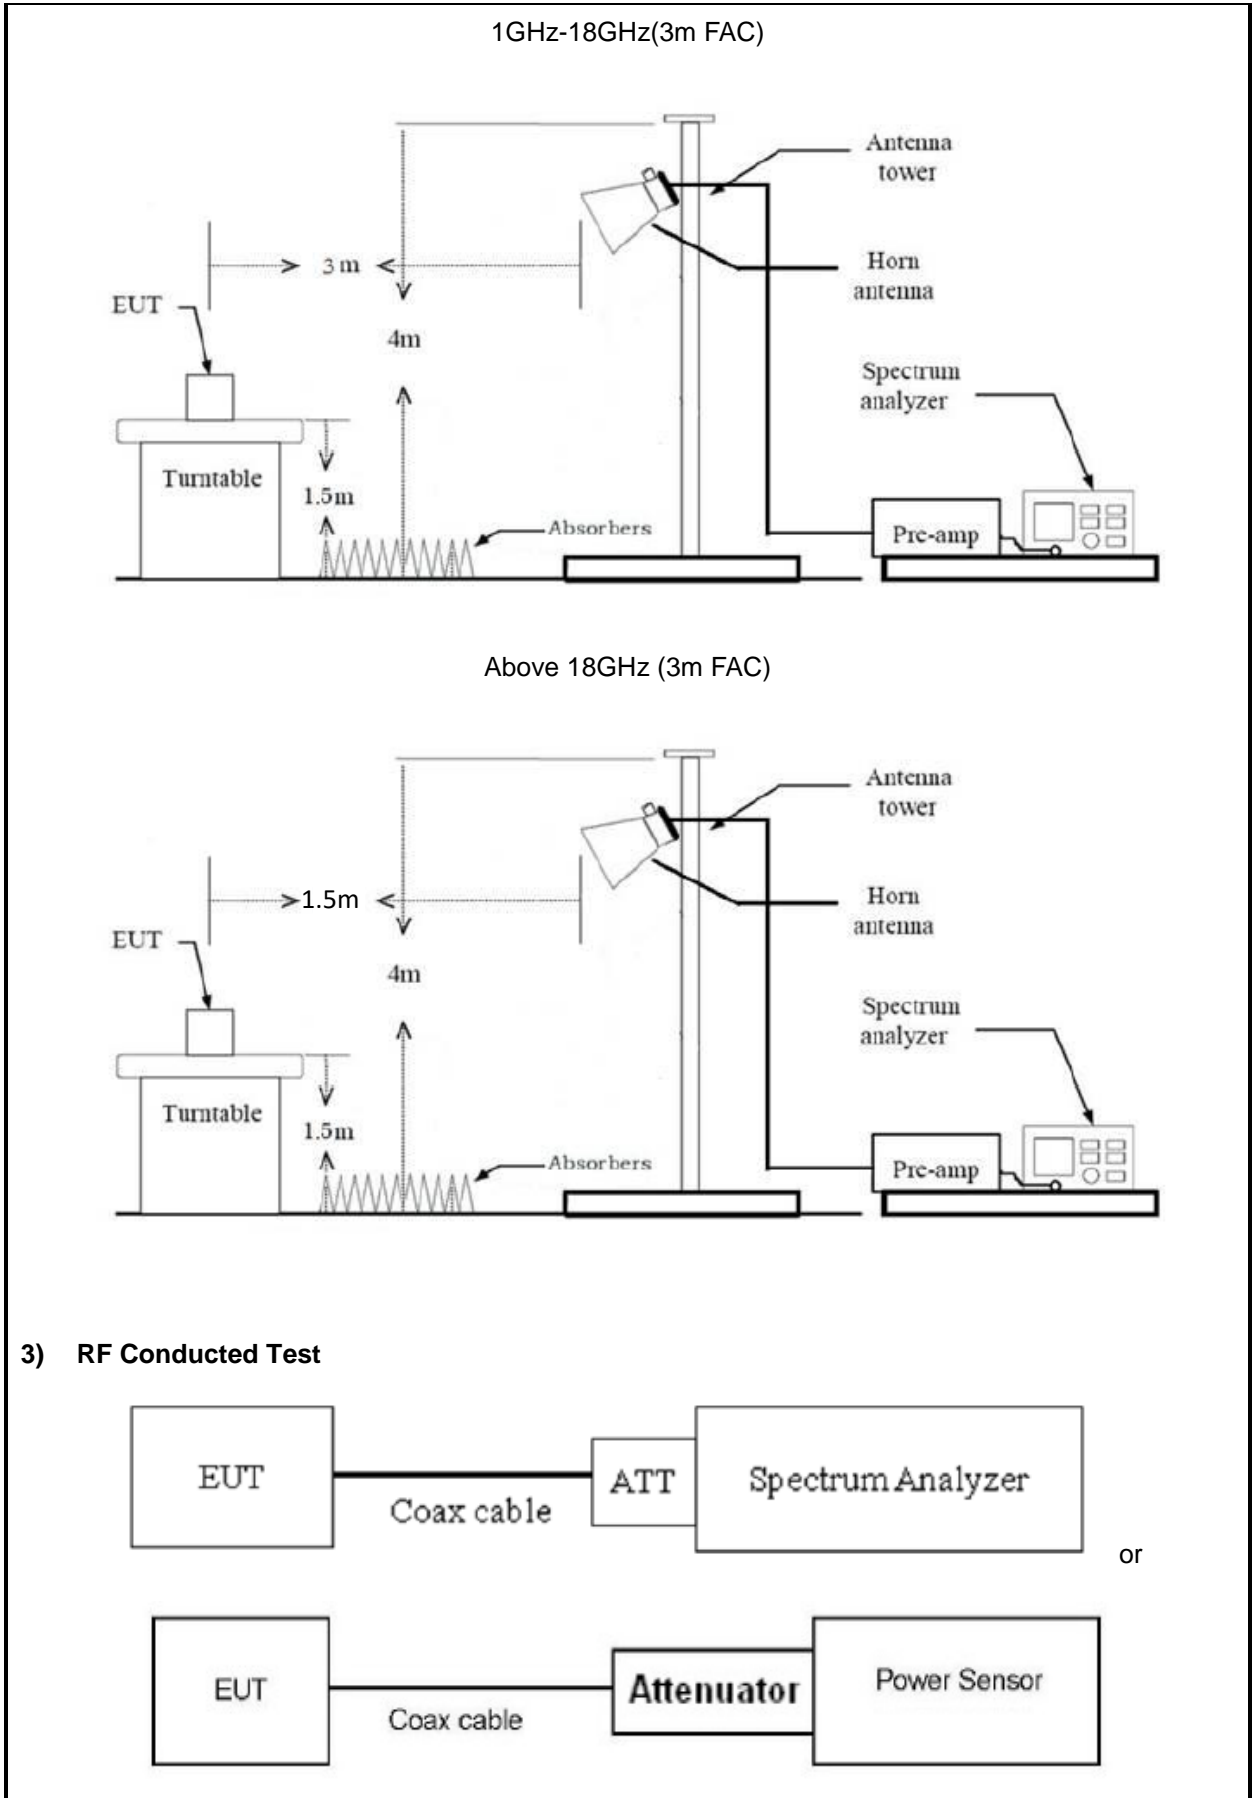 1GHz-18GHz(3m FAC)
Antenna
tower
3m
Horn
antenna
EUT
4m
Spectrum
analyzer
Turntable
1.5m
Absorbers
Pre-amp
Above 18GHz (3m FAC)
Antenna
tower
1.5m
Horn
antenna
EUT
4m
Spectrum
analyzer
Turntable
1.5m
Absorbers
Pre-amp
3) RF Conducted Test
EUT
Coax cable
ATT
Spectrum Analyzer
or
EUT
Coax cable
Attenuator
Power Sensor